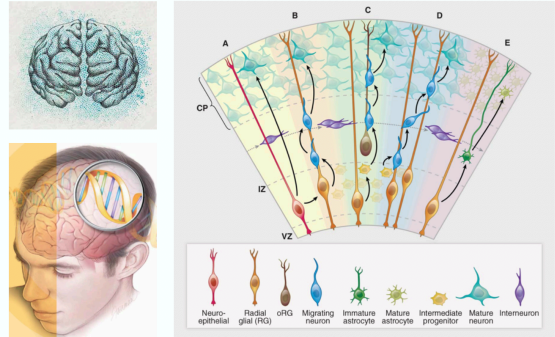 A
B
C
D
E
CP
IZ
VZ
Neuro-
epithelial
Radial
glial (RG)
oRG
Migrating
neuron
Immature
astrocyte
Mature
astrocyte
Intermediate
progenitor
Mature
neuron
Interneuron